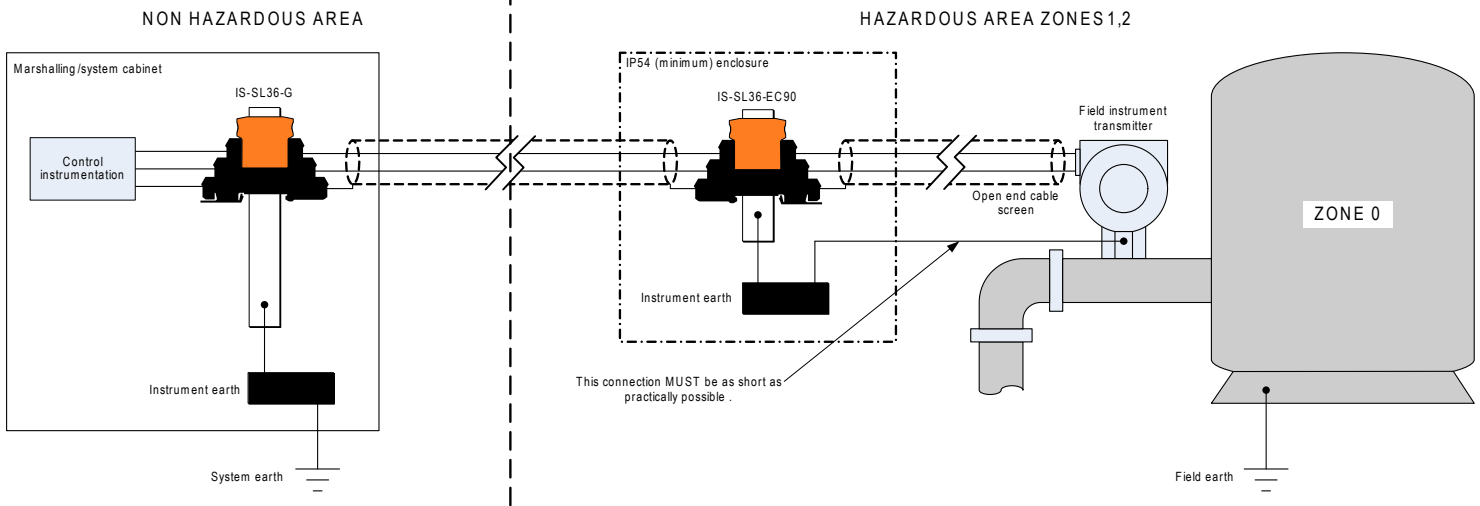 NON HAZARDOUS AREA
HAZARDOUS AREA ZONES 1,2
Marshalling/system cabinet
IS-SL36-G
Control
instrumentation
Instrument earth
System earth
IP54 (minimum) enclosure
IS-SL36-EC90
Instrument earth
This connection MUST be as short as
practically possible .
Field instrument
transmitter
Open end cable
screen
ZONE 0
Field earth